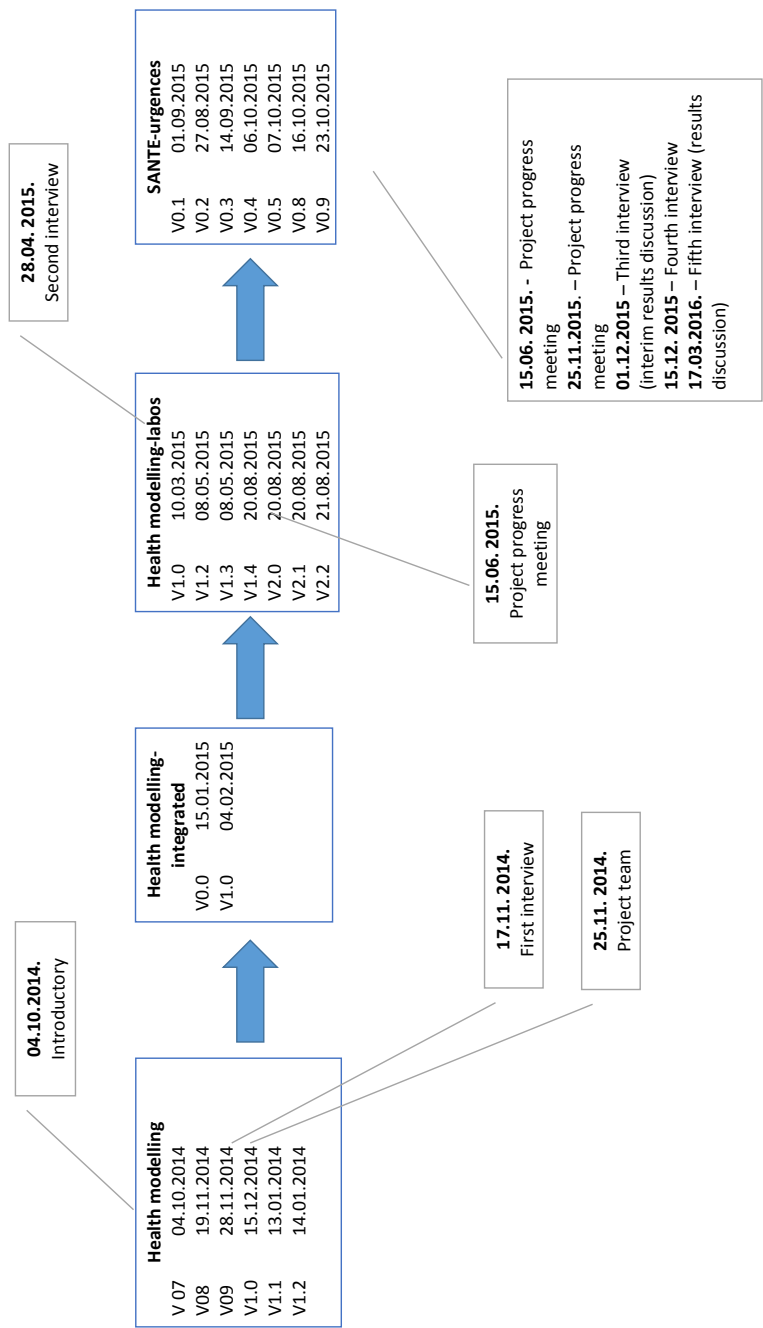 04.10.2014.
Introductory
28.04. 2015.
Second interview
Health modelling
V 07 04.10.2014
V08 19.11.2014
V09 28.11.2014
V1.0 15.12.2014
V1.1 13.01.2014
V1.2 14.01.2014
Health modelling-
integrated
V0.0 15.01.2015
V1.0 04.02.2015
Health modelling-labos
V1.0 10.03.2015
V1.2 08.05.2015
V1.3 08.05.2015
V1.4 20.08.2015
V2.0 20.08.2015
V2.1 20.08.2015
V2.2 21.08.2015
SANTE-urgences
V0.1 01.09.2015
V0.2 27.08.2015
V0.3 14.09.2015
V0.4 06.10.2015
V0.5 07.10.2015
V0.8 16.10.2015
V0.9 23.10.2015
17.11. 2014.
First interview
25.11. 2014.
Project team
15.06. 2015.
Project progress
meeting
15.06. 2015. - Project progress
meeting
25.11.2015. – Project progress
meeting
01.12.2015 – Third interview
(interim results discussion)
15.12. 2015 – Fourth interview
17.03.2016. – Fifth interview (results
discussion)